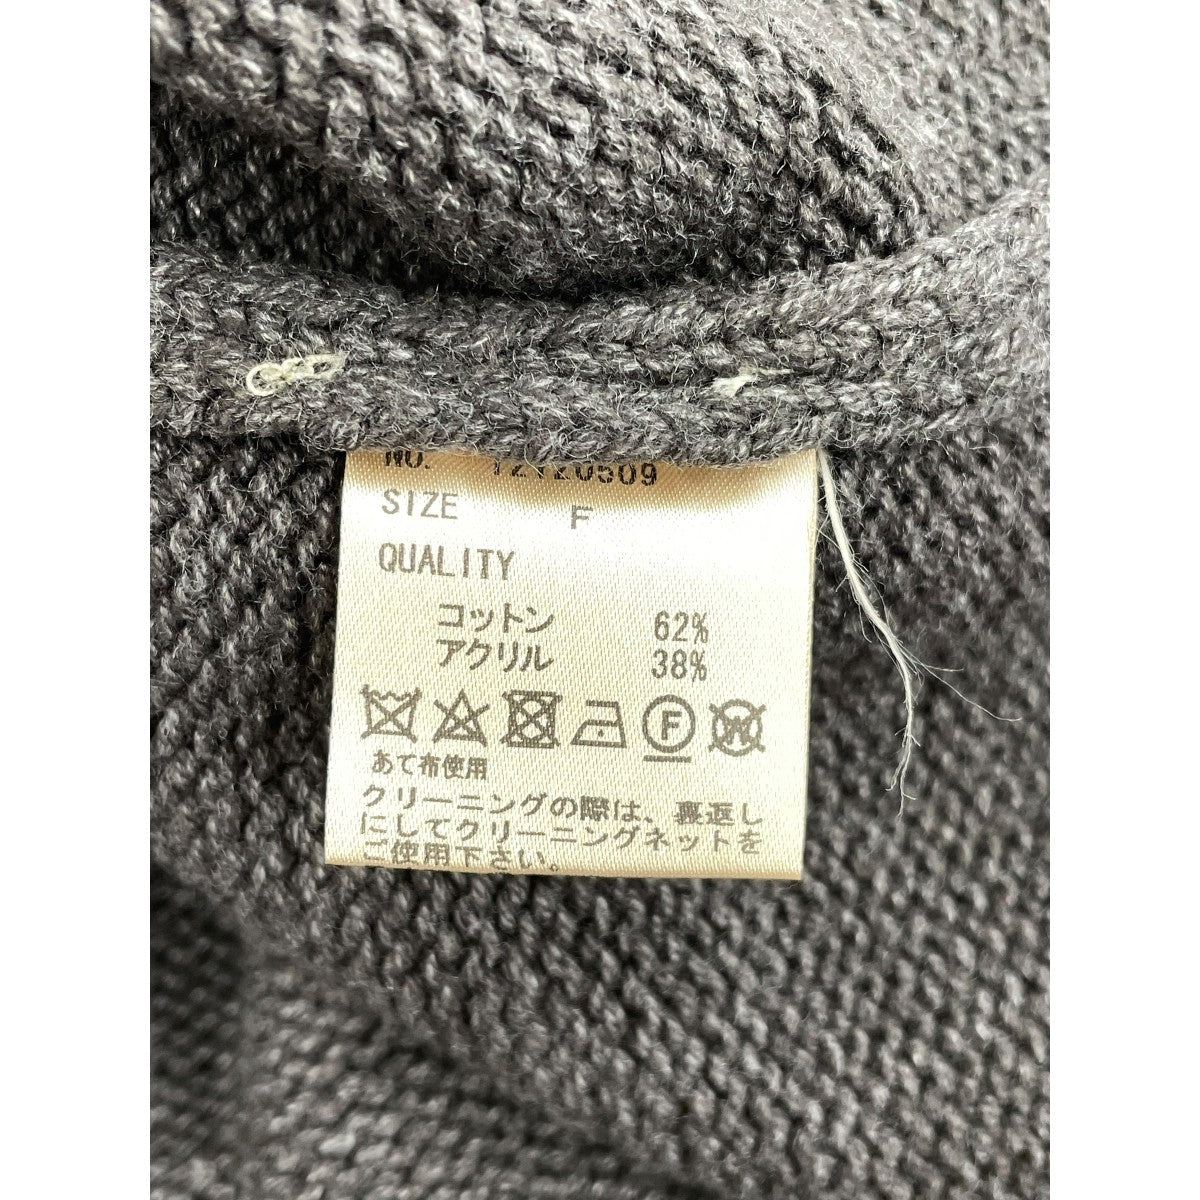 NO.
SIZE F
QUALITY
コットン 62%
アクリル 38%
F W
あて布使用
クリーニングの際は、裏返し
にしてクリーニングネットを
ご使用下さい。